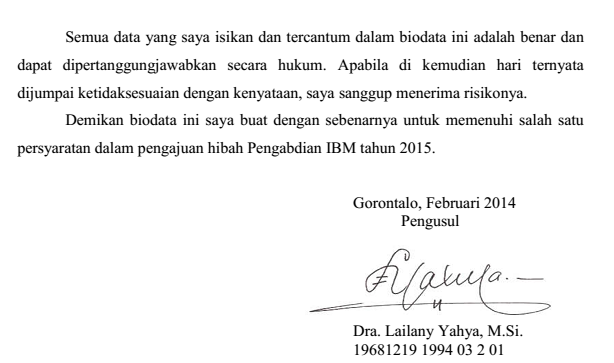 Semua data yang saya isikan dan tercantum dalam biodata ini adalah benar dan
dapat dipertanggungjawabkan secara hukum. Apabila di kemudian hari ternyata
dijumpai ketidaksesuaian dengan kenyataan, saya sanggup menerima risikonya.
Demikan biodata ini saya buat dengan sebenarnya untuk memenuhi salah satu
persyaratan dalam pengajuan hibah Pengabdian IBM tahun 2015.
Gorontalo, Februari 2014
Pengusul
Dra. Lailany Yahya, M.Si.
19681219 1994 03 2 01